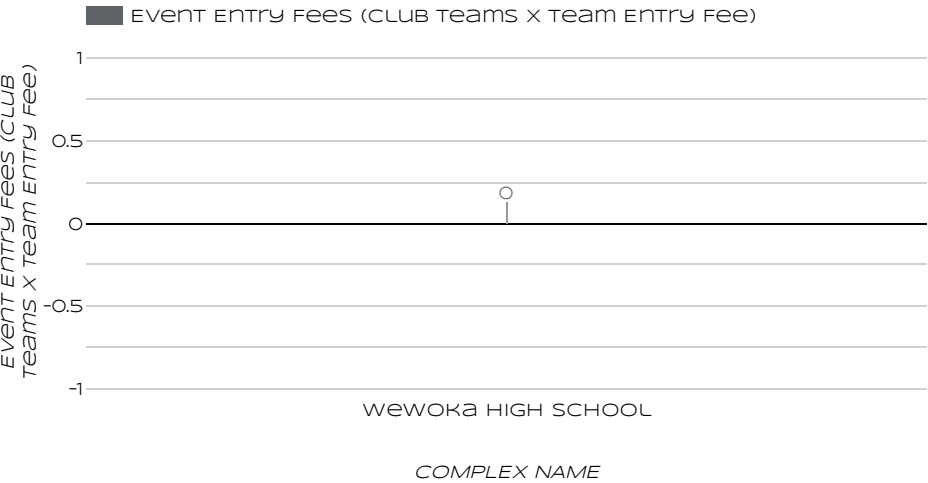 Event Entry Fees (Club Teams x Team Entry Fee)
Event Entry Fees (Club
Teams x Team Entry Fee)
1
0.5
0
-0.5
-1
0
Wewoka High School
COMPLEX NAME